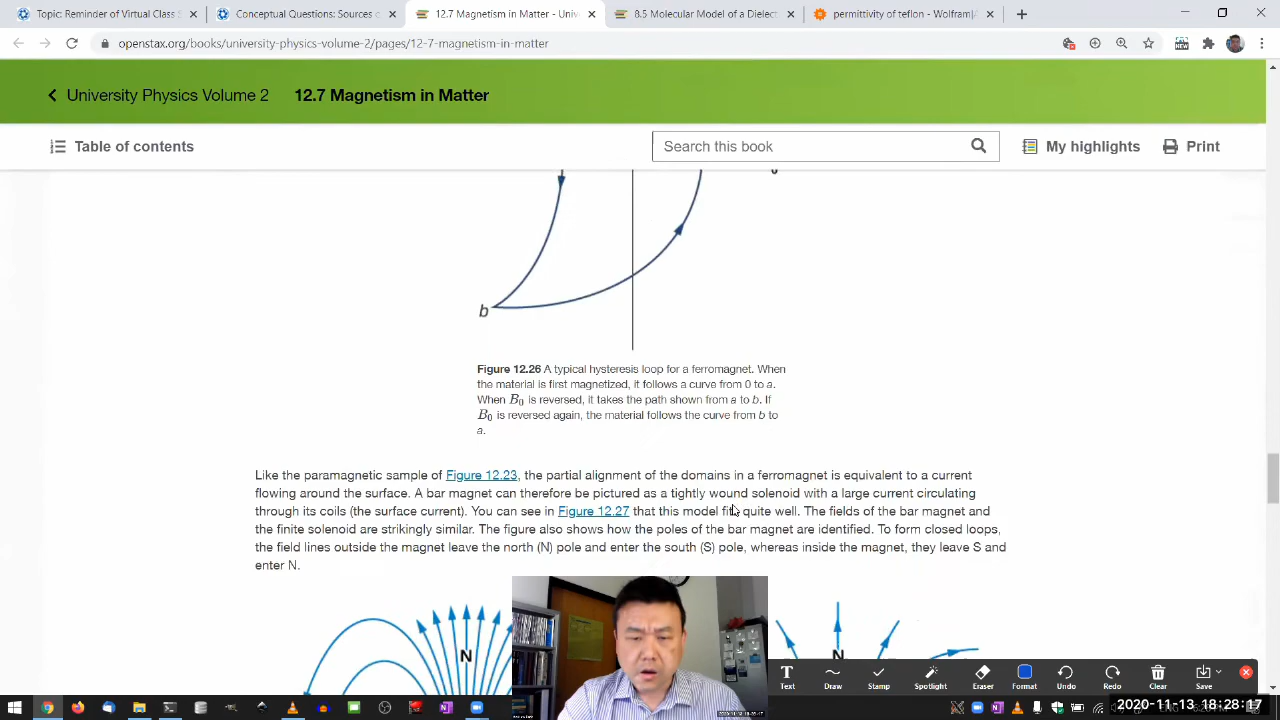 Topic for Virtual Class S
Conceptual Questions: So
12.7 Magnetism in Matter - Univ
8.5 Molecular Model of a Dielect
permittivity of teflon - Wolfram|A
openstax.org/books/university-physics-volume-2/pages/12-7-magnetism-in-matter
University Physics Volume 2
12.7 Magnetism in Matter
Table of contents
Search this book
My highlights
Print
b
Figure 12.26 A typical hysteresis loop for a ferromagnet. When
the material is first magnetized, it follows a curve from 0 to a.
When B₀ is reversed, it takes the path shown from a to b. If
B₀ is reversed again, the material follows the curve from b to
a.
Like the paramagnetic sample of Figure 12.23, the partial alignment of the domains in a ferromagnet is equivalent to a current
flowing around the surface. A bar magnet can therefore be pictured as a tightly wound solenoid with a large current circulating
through its coils (the surface current). You can see in Figure 12.27 that this model fits quite well. The fields of the bar magnet and
the finite solenoid are strikingly similar. The figure also shows how the poles of the bar magnet are identified. To form closed loops,
the field lines outside the magnet leave the north (N) pole and enter the south (S) pole, whereas inside the magnet, they leave S and
enter N.
N
N
Text
Draw
Stamp
Spotlight
Eraser
Format
Undo
Redo
Clear
Save
2020-11-13 18:28:17